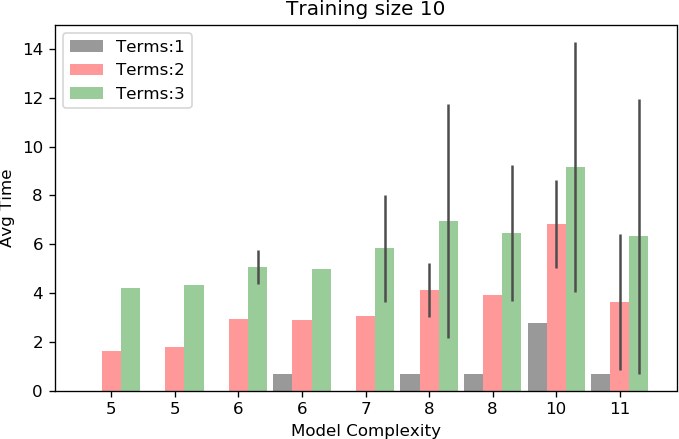 Training size 10
Terms:1
Terms:2
Terms:3
Avg Time
14
12
10
8
6
4
2
0
5 5 6 6 7 8 8 10 11
Model Complexity